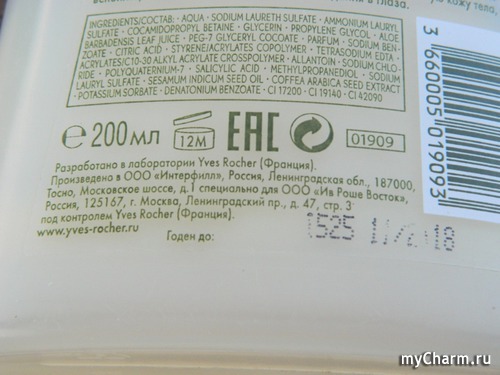 кожу тела,
в глаза.
INGREDIENTS/СОСТАВ: • AQUA • SODIUM LAURETH SULFATE • AMMONIUM LAURYL
SULFATE • COCAMIDOPROPYL BETAINE • GLYCERIN • PROPYLENE GLYCOL • ALOE
BARBADENSIS LEAF JUICE • PEG-7 GLYCERYL COCOATE • PARFUM • SODIUM BEN-
ZOATE • CITRIC ACID • STYRENE/ACRYLATES COPOLYMER • TETRASODIUM EDTA •
ACRYLATES/C10-30 ALKYL ACRYLATE CROSSPOLYMER • ALLANTOIN • SODIUM CHLO-
RIDE • POLYQUATERNIUM-7 • SALICYLIC ACID • METHYLPROPANEDIOL • SODIUM
LAURYL SULFATE • SESAMUM INDICUM SEED OIL • COFFEA ARABICA SEED EXTRACT
• POTASSIUM SORBATE • DENATONIUM BENZOATE • CI 17200 • CI 19140 • CI 42090
3 660005 019093
℮ 200 МЛ 12M EAC 01909
Разработано в лаборатории Yves Rocher (Франция).
Произведено в ООО «Интерфилл», Россия, Ленинградская обл., 187000,
Тосно, Московское шоссе, д.1 специально для ООО «Ив Роше Восток»,
Россия, 125167, г. Москва, Ленинградский пр., д. 47, стр. 3
под контролем Yves Rocher (Франция).
www.yves-rocher.ru
Годен до:
1525 11/2018
myCharm.ru